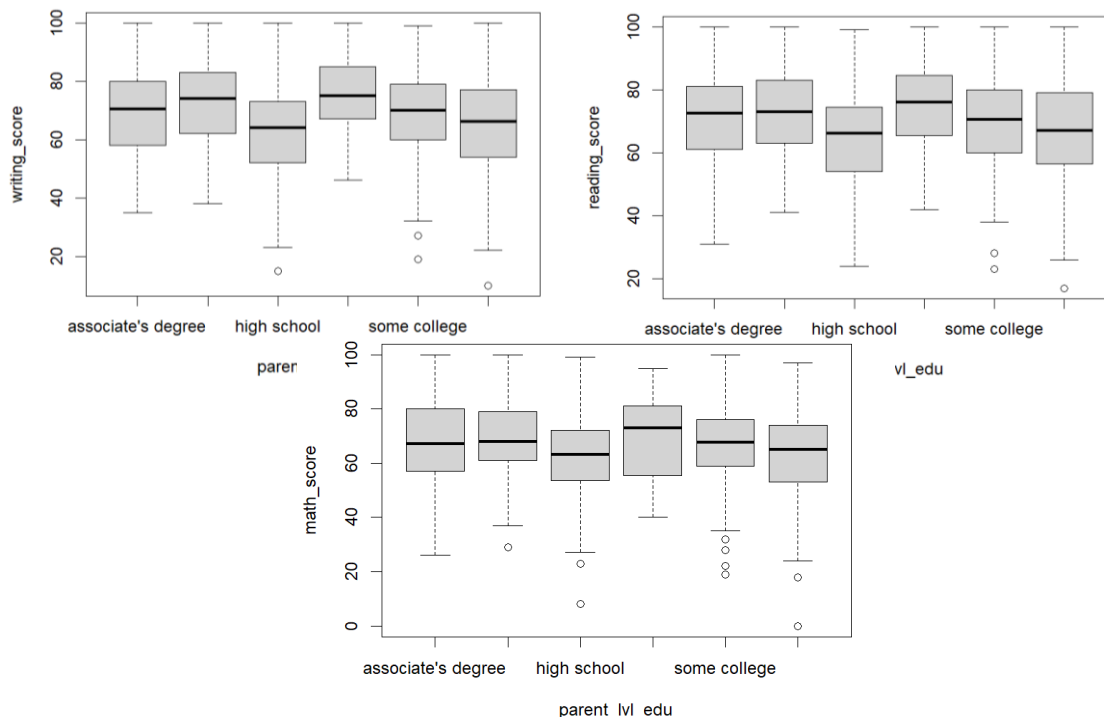 writing_score
100
80
60
40
20
associate's degree high school some college
paren
reading_score
100
80
60
40
20
associate's degree high school some college
vl_edu
math_score
100
80
60
40
20
0
associate's degree high school some college
parent_lvl_edu